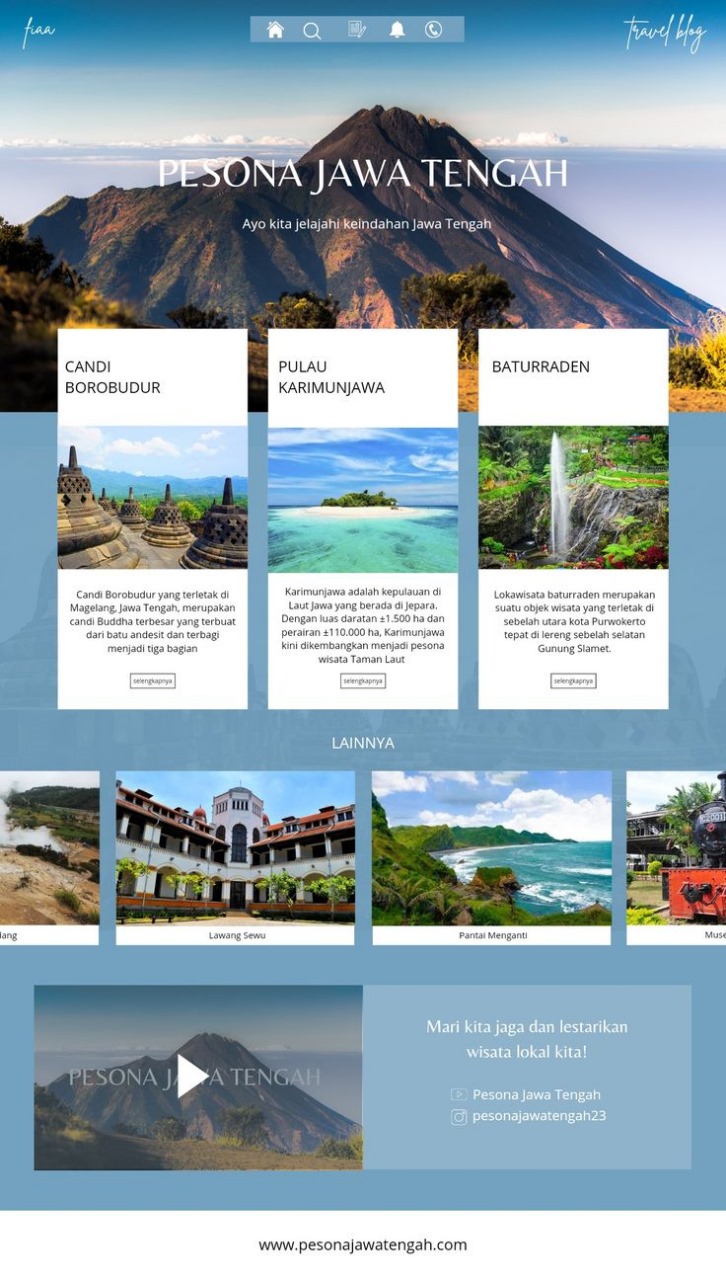 fiaa
travel blog
PESONA JAWA TENGAH
Ayo kita jelajahi keindahan Jawa Tengah
CANDI
BOROBUDUR
Candi Borobudur yang terletak di
Magelang, Jawa Tengah, merupakan
candi Buddha terbesar yang terbuat
dari batu andesit dan terbagi
menjadi tiga bagian
selengkapnya
PULAU
KARIMUNJAWA
Karimunjawa adalah kepulauan di
Laut Jawa yang berada di Jepara.
Dengan luas daratan ±1.500 ha dan
perairan ±110.000 ha, Karimunjawa
kini dikembangkan menjadi pesona
wisata Taman Laut
selengkapnya
BATURRADEN
Lokawisata baturraden merupakan
suatu objek wisata yang terletak di
sebelah utara kota Purwokerto
tepat di lereng sebelah selatan
Gunung Slamet.
selengkapnya
LAINNYA
lang
Lawang Sewu
Pantai Menganti
Muse
PESONA JAWA TENGAH
Mari kita jaga dan lestarikan
wisata lokal kita!
Pesona Jawa Tengah
pesonajawatengah23
www.pesonajawatengah.com